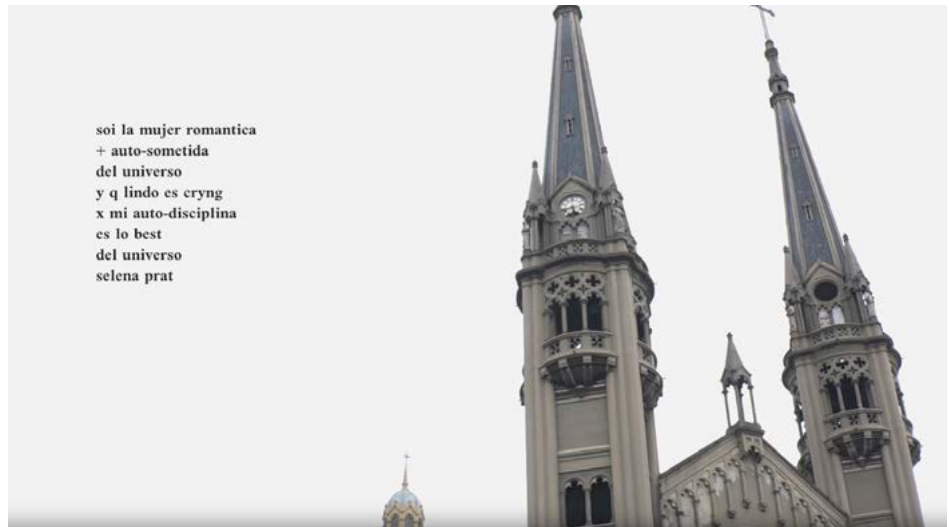 soi la mujer romantica
+ auto-sometida
del universo
y q lindo es cryng
x mi auto-disciplina
es lo best
del universo
selena prat